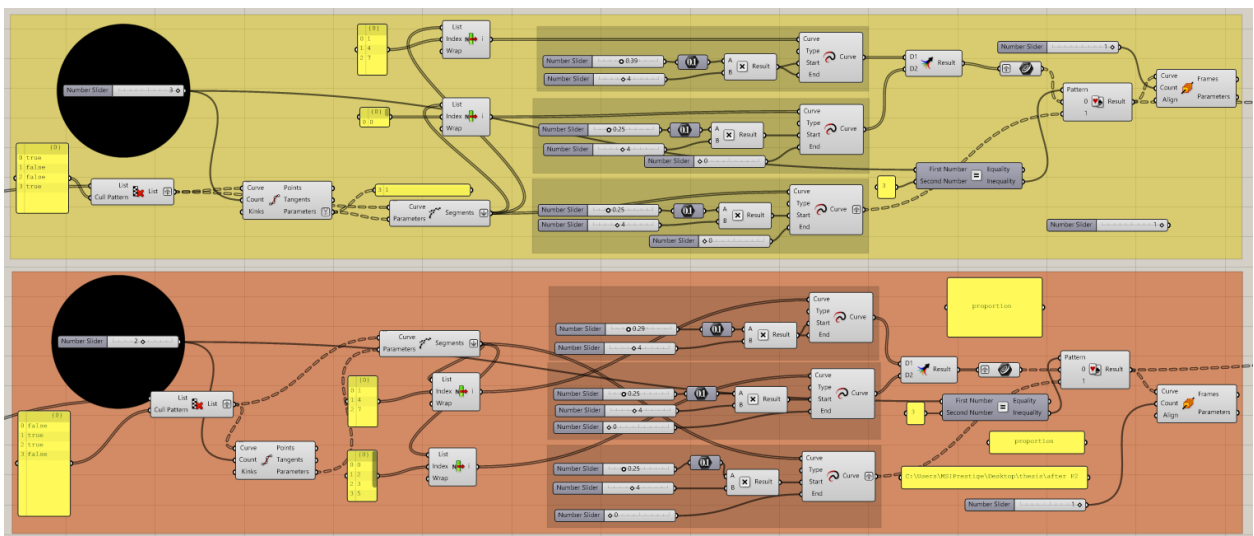 {0}
0 1
1 4
2 7
List
Index
i
Wrap
Number Slider
0.39
0.1
A
B
Result
Number Slider
4
Curve
Type
Start
End
Curve
D1
D2
Result
Number Slider
1
Number Slider
3
{0}
0 0
List
Index
i
Wrap
Number Slider
0.25
0.1
A
B
Result
Number Slider
4
Number Slider
0
Curve
Type
Start
End
Curve
Pattern
0
1
Result
Curve
Count
Align
Frames
Parameters
{0}
0 true
1 false
2 false
3 true
List
Cull Pattern
List
Curve
Count
Kinks
Points
Tangents
Parameters
3 1
Curve
Parameters
Segments
Number Slider
0.25
0.1
A
B
Result
Number Slider
4
Number Slider
0
Curve
Type
Start
End
Curve
3
First Number
Second Number
Equality
Inequality
Number Slider
1
Number Slider
2
Curve
Parameters
Segments
Number Slider
0.29
0.1
A
B
Result
Number Slider
4
Curve
Type
Start
End
Curve
proportion
{0}
0 false
1 true
2 true
3 false
List
Cull Pattern
List
{0}
0 1
1 4
2 7
List
Index
i
Wrap
Number Slider
0.25
0.1
A
B
Result
Number Slider
4
Number Slider
0
Curve
Type
Start
End
Curve
D1
D2
Result
Pattern
0
1
Result
3
First Number
Second Number
Equality
Inequality
Curve
Count
Align
Frames
Parameters
Curve
Count
Kinks
Points
Tangents
Parameters
{0}
0 0
1 2
2 3
3 5
List
Index
i
Wrap
Number Slider
0.25
0.1
A
B
Result
Number Slider
4
Number Slider
0
Curve
Type
Start
End
Curve
proportion
C:\Users\MSIPrestige\Desktop\thesis\after P2
Number Slider
1